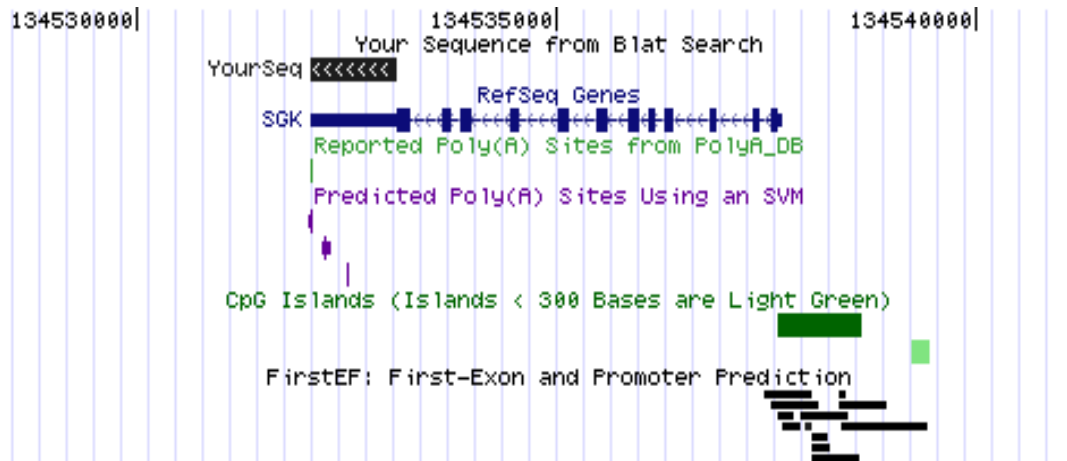 134530000| 134535000| 134540000|
Your Sequence from Blat Search
YourSeq
RefSeq Genes
SGK
Reported Poly(A) Sites from PolyA_DB
Predicted Poly(A) Sites Using an SVM
CpG Islands (Islands < 300 Bases are Light Green)
FirstEF: First-Exon and Promoter Prediction